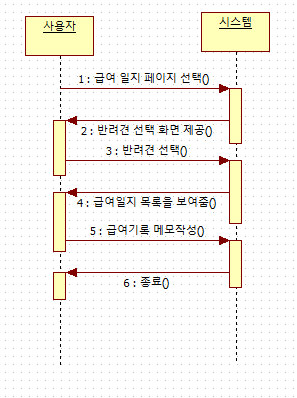 사용자
시스템
1 : 급여 일지 페이지 선택()
2 : 반려견 선택 화면 제공()
3 : 반려견 선택()
4 : 급여일지 목록을 보여줌()
5 : 급여기록 메모작성()
6 : 종료()